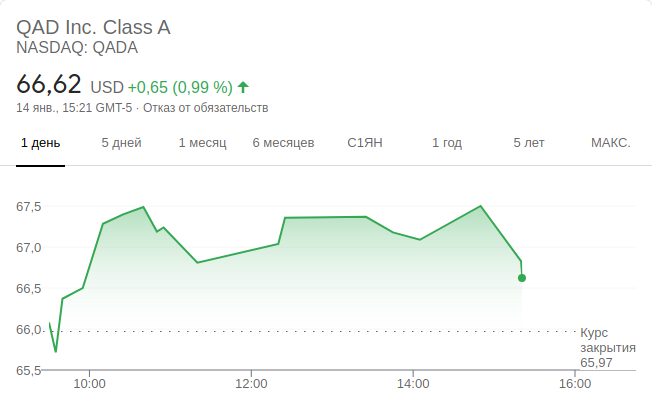 QAD Inc. Class A
NASDAQ: QADA
66,62 USD +0,65 (0,99 %)
14 янв., 15:21 GMT-5 · Отказ от обязательств
1 день 5 дней 1 месяц 6 месяцев С1ЯН 1 год 5 лет МАКС.
67,5
67,0
66,5
66,0
Курс
закрытия
65,97
65,5
10:00 12:00 14:00 16:00